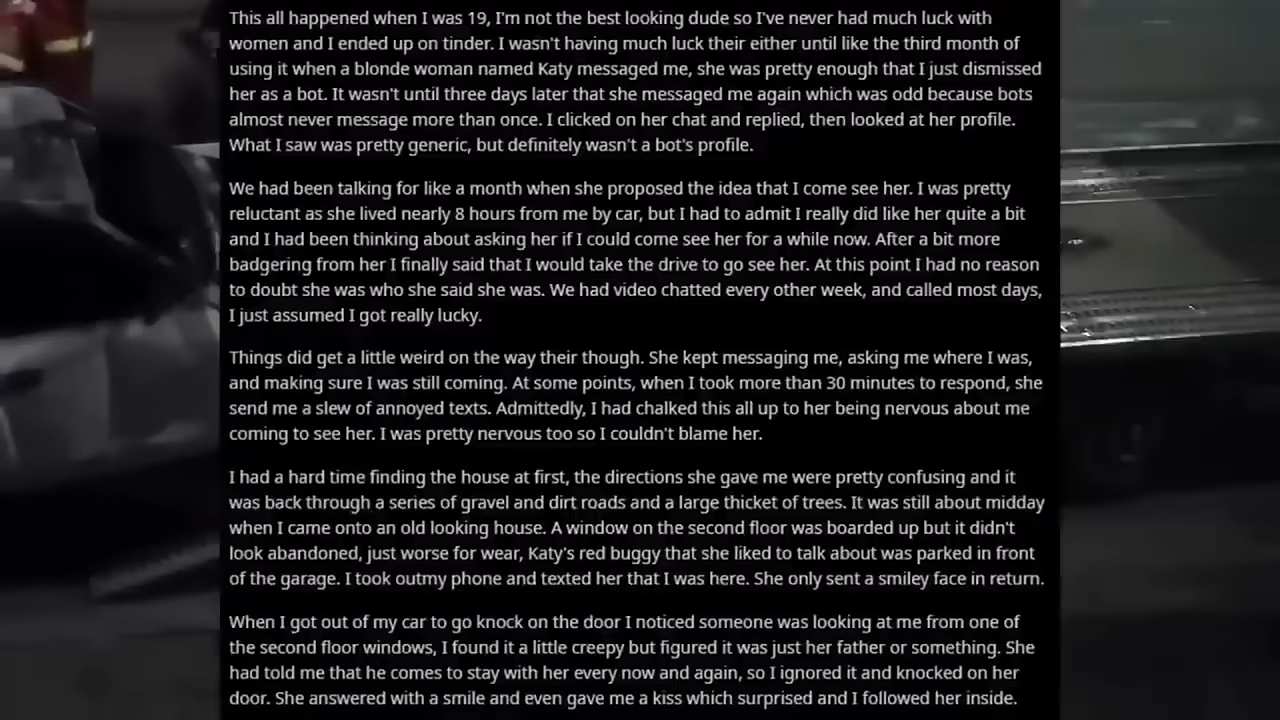 This all happened when I was 19, I'm not the best looking dude so I've never had much luck with
women and I ended up on tinder. I wasn't having much luck their either until like the third month of
using it when a blonde woman named Katy messaged me, she was pretty enough that I just dismissed
her as a bot. It wasn't until three days later that she messaged me again which was odd because bots
almost never message more than once. I clicked on her chat and replied, then looked at her profile.
What I saw was pretty generic, but definitely wasn't a bot's profile.
We had been talking for like a month when she proposed the idea that I come see her. I was pretty
reluctant as she lived nearly 8 hours from me by car, but I had to admit I really did like her quite a bit
and I had been thinking about asking her if I could come see her for a while now. After a bit more
badgering from her I finally said that I would take the drive to go see her. At this point I had no reason
to doubt she was who she said she was. We had video chatted every other week, and called most days,
I just assumed I got really lucky.
Things did get a little weird on the way their though. She kept messaging me, asking me where I was,
and making sure I was still coming. At some points, when I took more than 30 minutes to respond, she
send me a slew of annoyed texts. Admittedly, I had chalked this all up to her being nervous about me
coming to see her. I was pretty nervous too so I couldn't blame her.
I had a hard time finding the house at first, the directions she gave me were pretty confusing and it
was back through a series of gravel and dirt roads and a large thicket of trees. It was still about midday
when I came onto an old looking house. A window on the second floor was boarded up but it didn't
look abandoned, just worse for wear, Katy's red buggy that she liked to talk about was parked in front
of the garage. I took outmy phone and texted her that I was here. She only sent a smiley face in return.
When I got out of my car to go knock on the door I noticed someone was looking at me from one of
the second floor windows, I found it a little creepy but figured it was just her father or something. She
had told me that he comes to stay with her every now and again, so I ignored it and knocked on her
door. She answered with a smile and even gave me a kiss which surprised and I followed her inside.